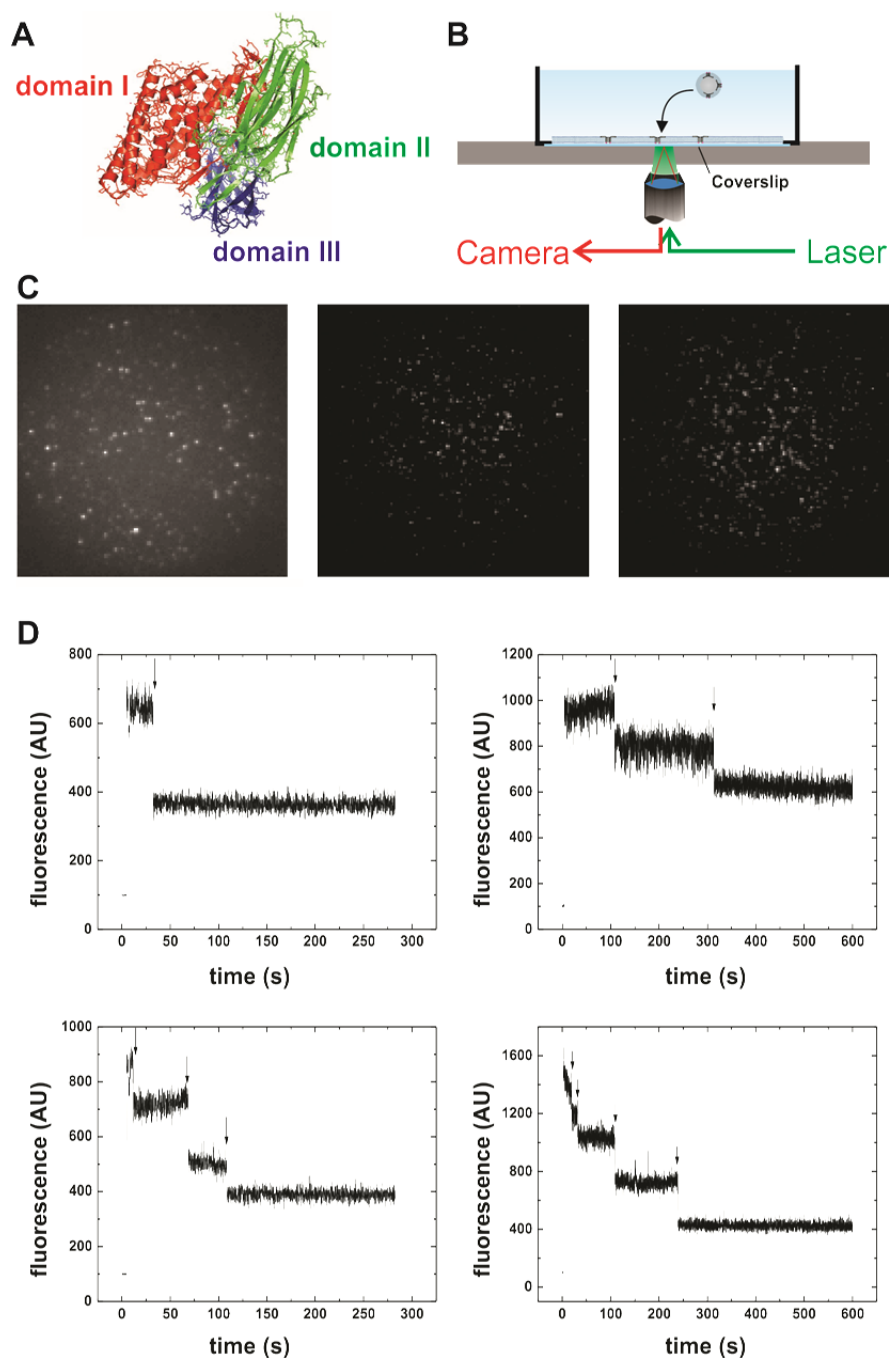 A
domain I
domain II
domain III
B
Coverslip
Camera
Laser
C
D
800
600
400
200
0
fluorescence (AU)
0 50 100 150 200 250 300
time (s)
1200
1000
800
600
400
200
0
fluorescence (AU)
0 100 200 300 400 500 600
time (s)
1000
800
600
400
200
0
fluorescence (AU)
0 50 100 150 200 250 300
time (s)
1600
1200
800
400
0
fluorescence (AU)
0 100 200 300 400 500 600
time (s)